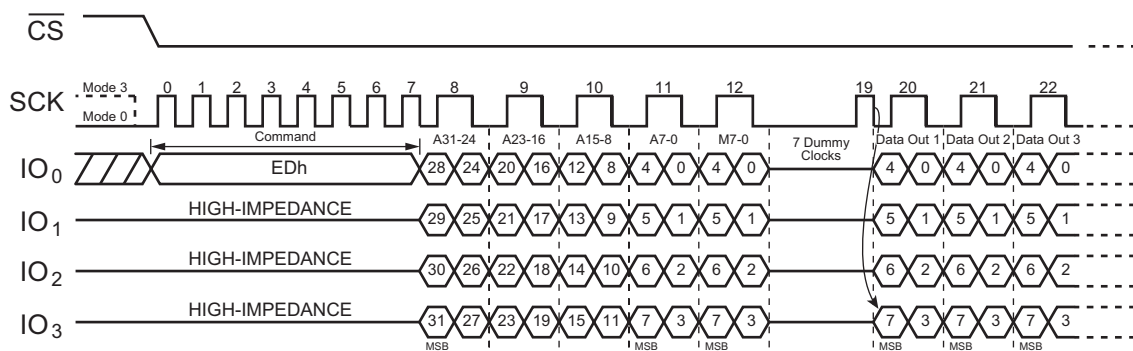 CS
0 1 2 3 4 5 6 7 8 9 10 11 12 19 20 21 22
SCK Mode 3
Mode 0
Command A31-24 A23-16 A15-8 A7-0 M7-0 7 Dummy Clocks Data Out 1 Data Out 2 Data Out 3
IO0 EDh 28 24 20 16 12 8 4 0 4 0 4 0 4 0 4 0
IO1 HIGH-IMPEDANCE 29 25 21 17 13 9 5 1 5 1 5 1 5 1 5 1
IO2 HIGH-IMPEDANCE 30 26 22 18 14 10 6 2 6 2 6 2 6 2 6 2
IO3 HIGH-IMPEDANCE 31 27 23 19 15 11 7 3 7 3 7 3 7 3 7 3
MSB MSB MSB MSB MSB MSB